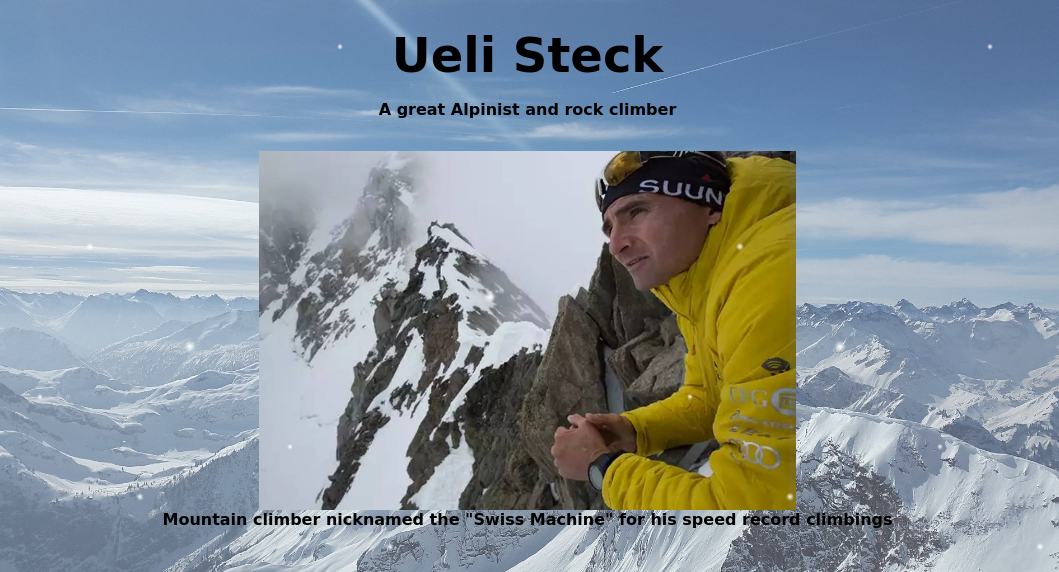 Ueli Steck
A great Alpinist and rock climber
SUUN
EFG
Mountain climber nicknamed the "Swiss Machine" for his speed record climbings